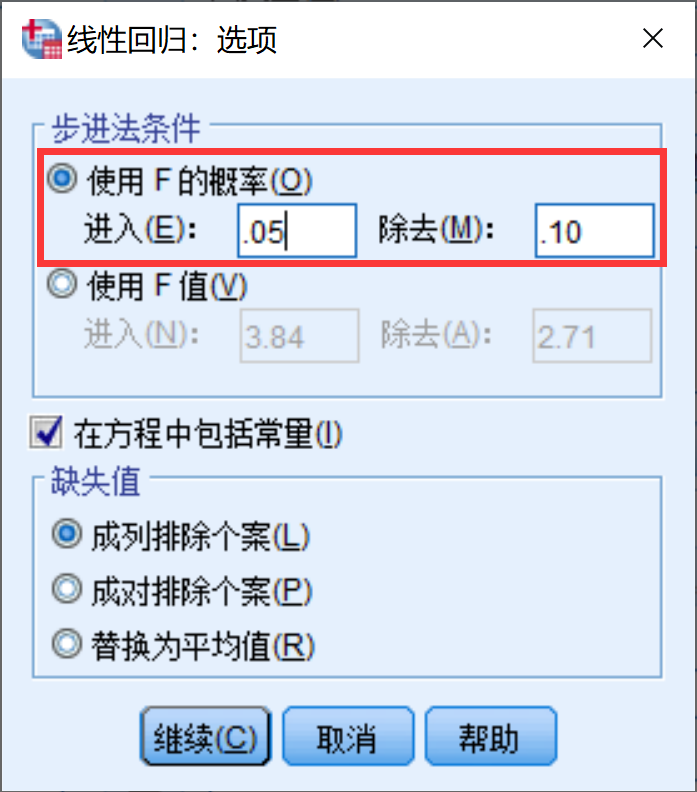 线性回归：选项
步进法条件
使用 F 的概率(O)
进入(E)： .05 除去(M)： .10
使用 F 值(V)
进入(N)： 3.84 除去(A)： 2.71
在方程中包括常量(I)
缺失值
成列排除个案(L)
成对排除个案(P)
替换为平均值(R)
继续(C) 取消 帮助